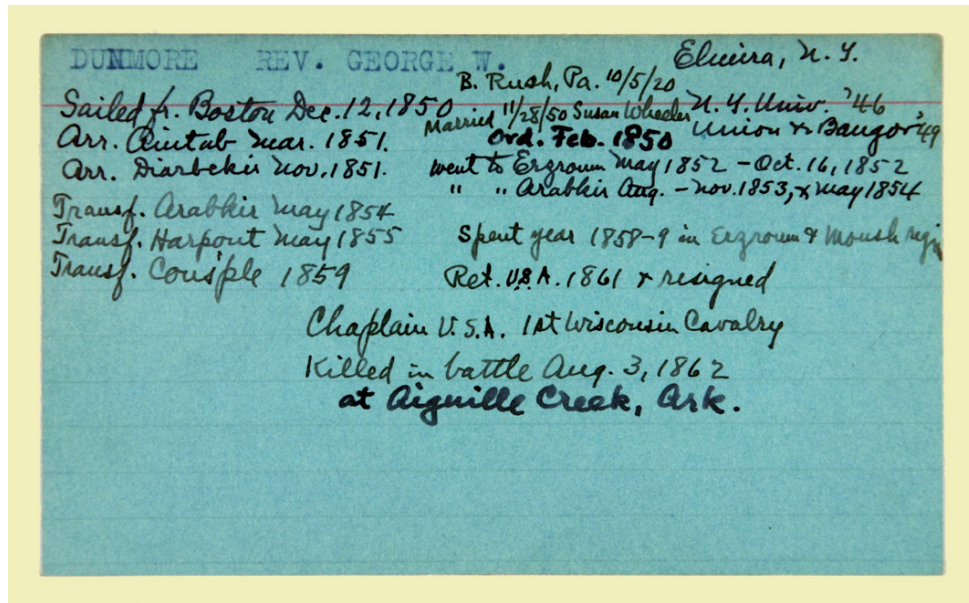 DUNMORE REV. GEORGE W. Elmira, N.Y.
B. Rush, Pa. 10/5/20
Sailed fr. Boston Dec. 12, 1850 Married 11/28/50 Susan Wheeler N.Y. Univ. '46
Arr. Aintab Mar. 1851. Ord. Feb. 1850 Union & Bangor '49
Arr. Diarbekir Nov. 1851. Went to Erzroum May 1852 - Oct. 16, 1852
" " Arabkir Aug. - Nov. 1853, & May 1854
Transf. Arabkir May 1854
Transf. Harpout May 1855 Spent year 1858-9 in Erzroum & Moush
Transf. Cons'ple 1859 Ret. U.S.A. 1861 & resigned
Chaplain U.S.A. 1st Wisconsin Cavalry
Killed in battle Aug. 3, 1862
at Aiguille Creek, Ark.